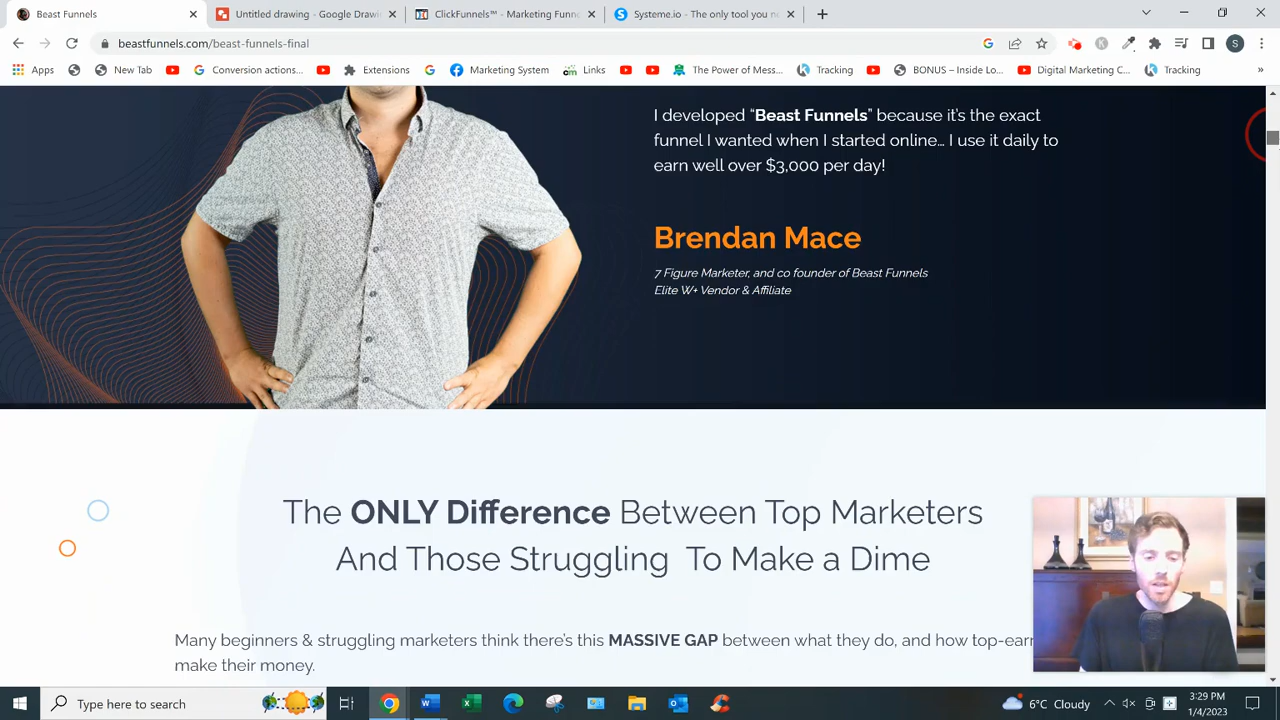 Beast Funnels
Untitled drawing - Google Drawi
ClickFunnels™ - Marketing Funn
Systeme.io - The only tool you n
beastfunnels.com/beast-funnels-final
S
Apps
New Tab
Conversion actions...
Extensions
Marketing System
Links
The Power of Mess...
Tracking
BONUS – Inside Lo...
Digital Marketing C...
Tracking
»
I developed “Beast Funnels” because it's the exact
funnel I wanted when I started online... I use it daily to
earn well over $3,000 per day!
Brendan Mace
7 Figure Marketer, and co founder of Beast Funnels
Elite W+ Vendor & Affiliate
The ONLY Difference Between Top Marketers
And Those Struggling To Make a Dime
Many beginners & struggling marketers think there's this MASSIVE GAP between what they do, and how top-earn
make their money.
Type here to search
6°C Cloudy
3:29 PM
1/4/2023